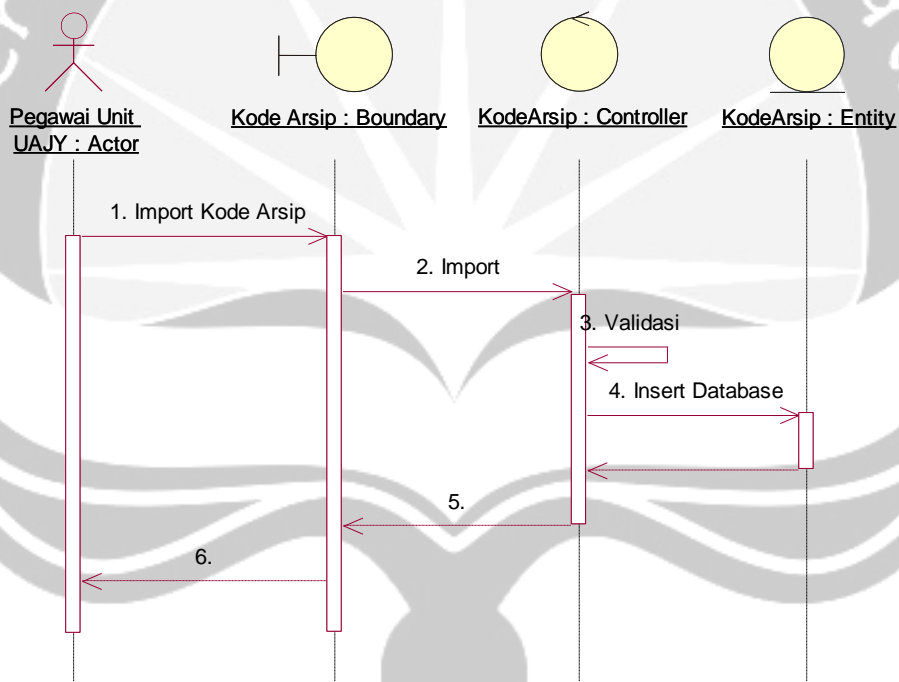 Pegawai Unit
UAJY : Actor
Kode Arsip : Boundary
KodeArsip : Controller
KodeArsip : Entity
1. Import Kode Arsip
2. Import
3. Validasi
4. Insert Database
5.
6.